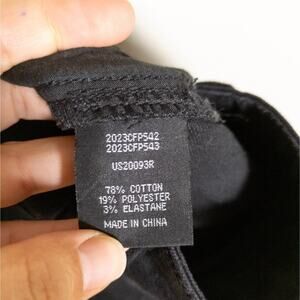 2023CFP542
2023CFP543
US20093R
78% COTTON
19% POLYESTER
3% ELASTANE
MADE IN CHINA